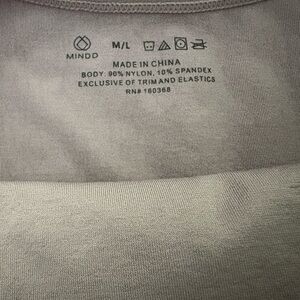 MINDD
M/L
MADE IN CHINA
BODY: 90% NYLON, 10% SPANDEX
EXCLUSIVE OF TRIM AND ELASTICS
RN# 160368